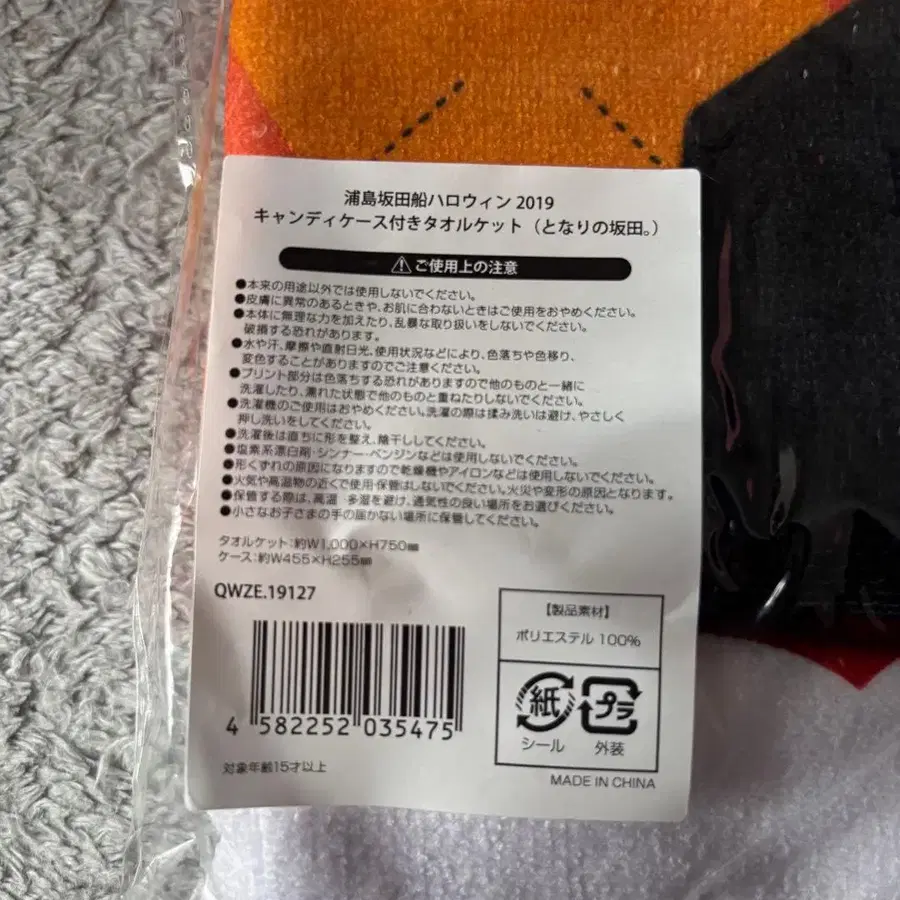 浦島坂田船ハロウィン 2019
キャンディケース付きタオルケット（となりの坂田。）
⚠ご使用上の注意
●本来の用途以外では使用しないでください。
●皮膚に異常のあるときや、お肌に合わないときはご使用をおやめください。
●本体に無理な力を加えたり、乱暴な取り扱いをしないでください。
破損する恐れがあります。
●水や汗、摩擦や直射日光、使用状況などにより、色落ちや色移り、
変色することがありますのでご注意ください。
●プリント部分は色落ちする恐れがありますので他のものと一緒に
洗濯したり、濡れた状態で他のものと重ねたりしないでください。
●洗濯機のご使用はおやめください。洗濯の際は揉み洗いは避け、やさしく
押し洗いをしてください。
●洗濯後は直ちに形を整え、陰干ししてください。
●塩素系漂白剤・シンナー・ベンジンなどは使用しないでください。
●形くずれの原因になりますので乾燥機やアイロンなどは使用しないでください。
●火気や高温物の近くで使用・保管はしないでください。火災や変形の原因となります。
●保管する際は、高温 多湿を避け、通気性の良い場所をお選びください。
●小さなお子さまの手の届かない場所に保管してください。
タオルケット：約W1,000×H750㎜
ケース：約W455×H255㎜
QWZE.19127
4 582252 035475
対象年齢15才以上
【製品素材】
ポリエステル 100%
紙
シール
プラ
外装
MADE IN CHINA